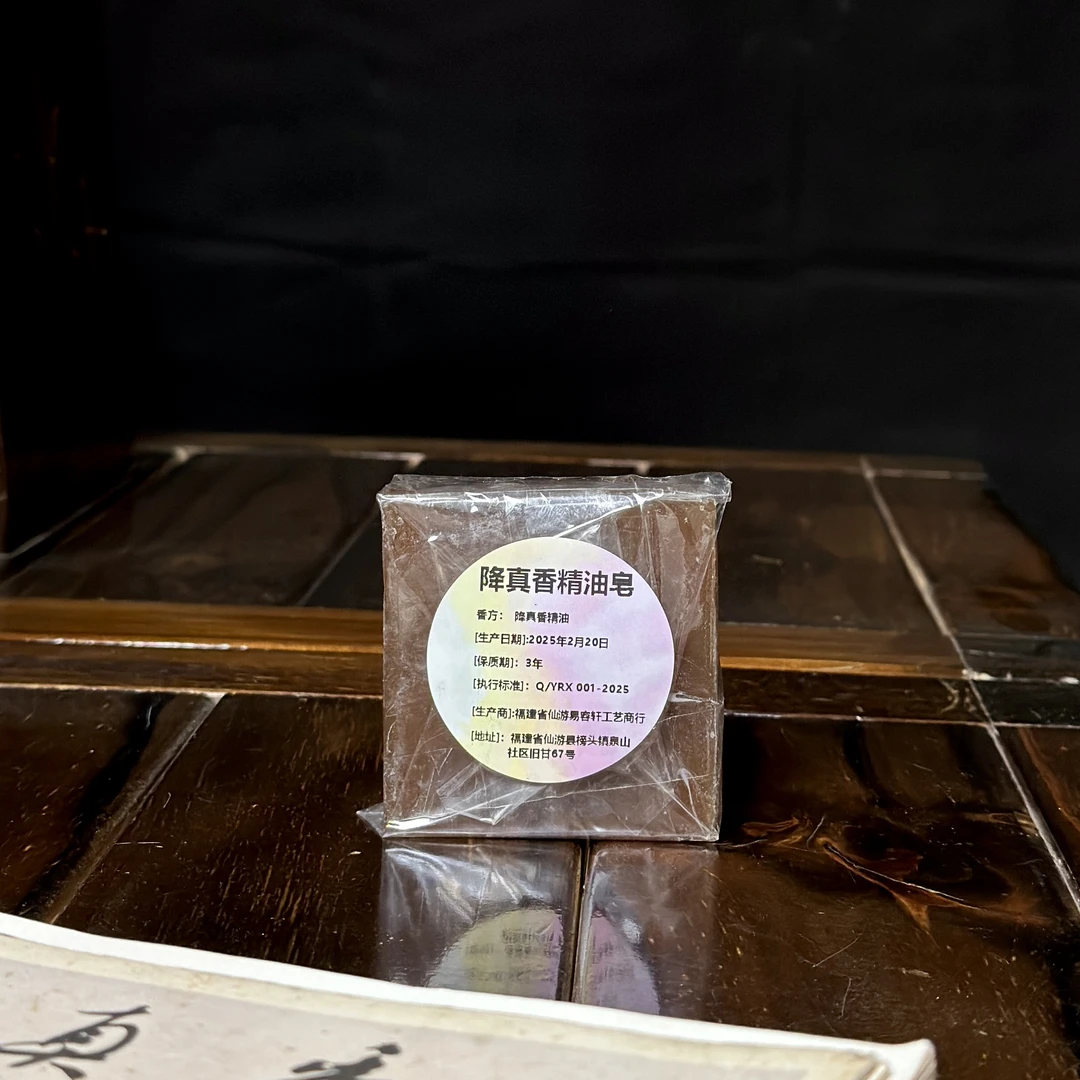 降真香精油皂
香方： 降真香精油
[生产日期]:2025年2月20日
[保质期]：3年
[执行标准]：Q/YRX 001-2025
[生产商]:福建省仙游易容轩工艺商行
[地址]：福建省仙游县榜头镇泉山
社区旧甘67号
真